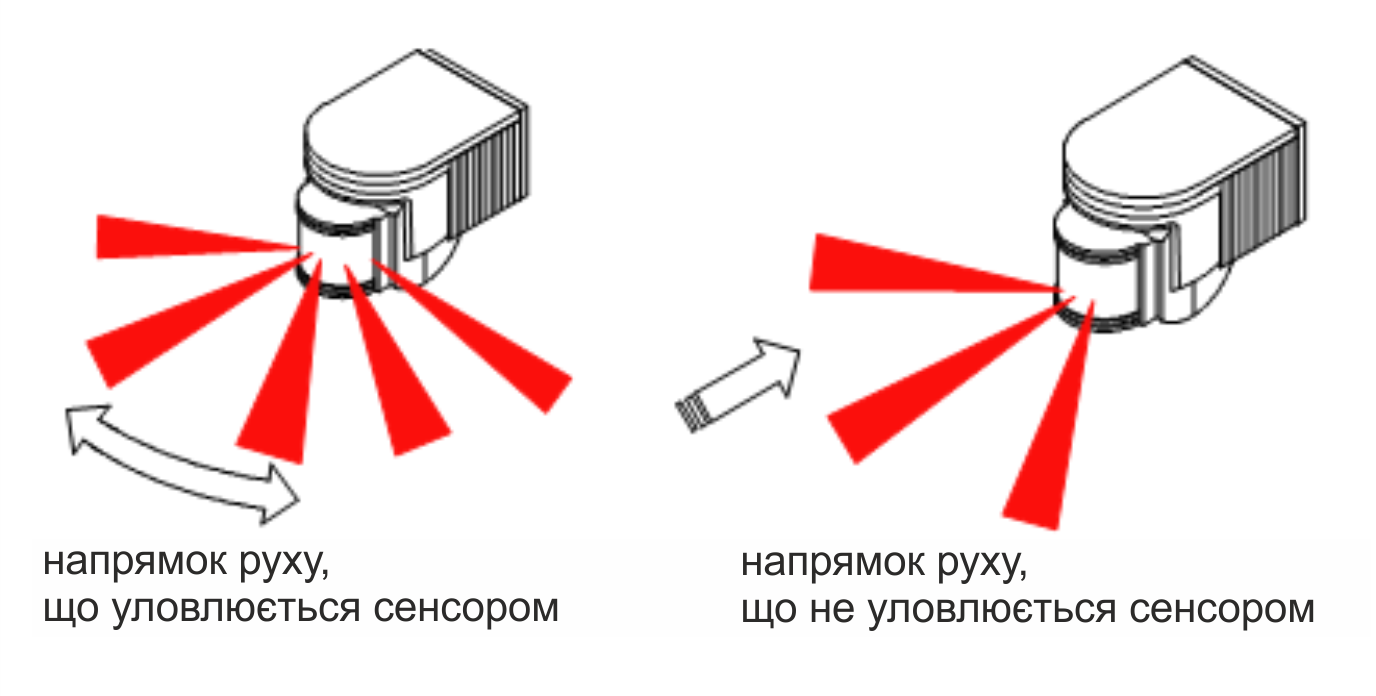 напрямок руху,
що уловлюється сенсором
напрямок руху,
що не уловлюється сенсором